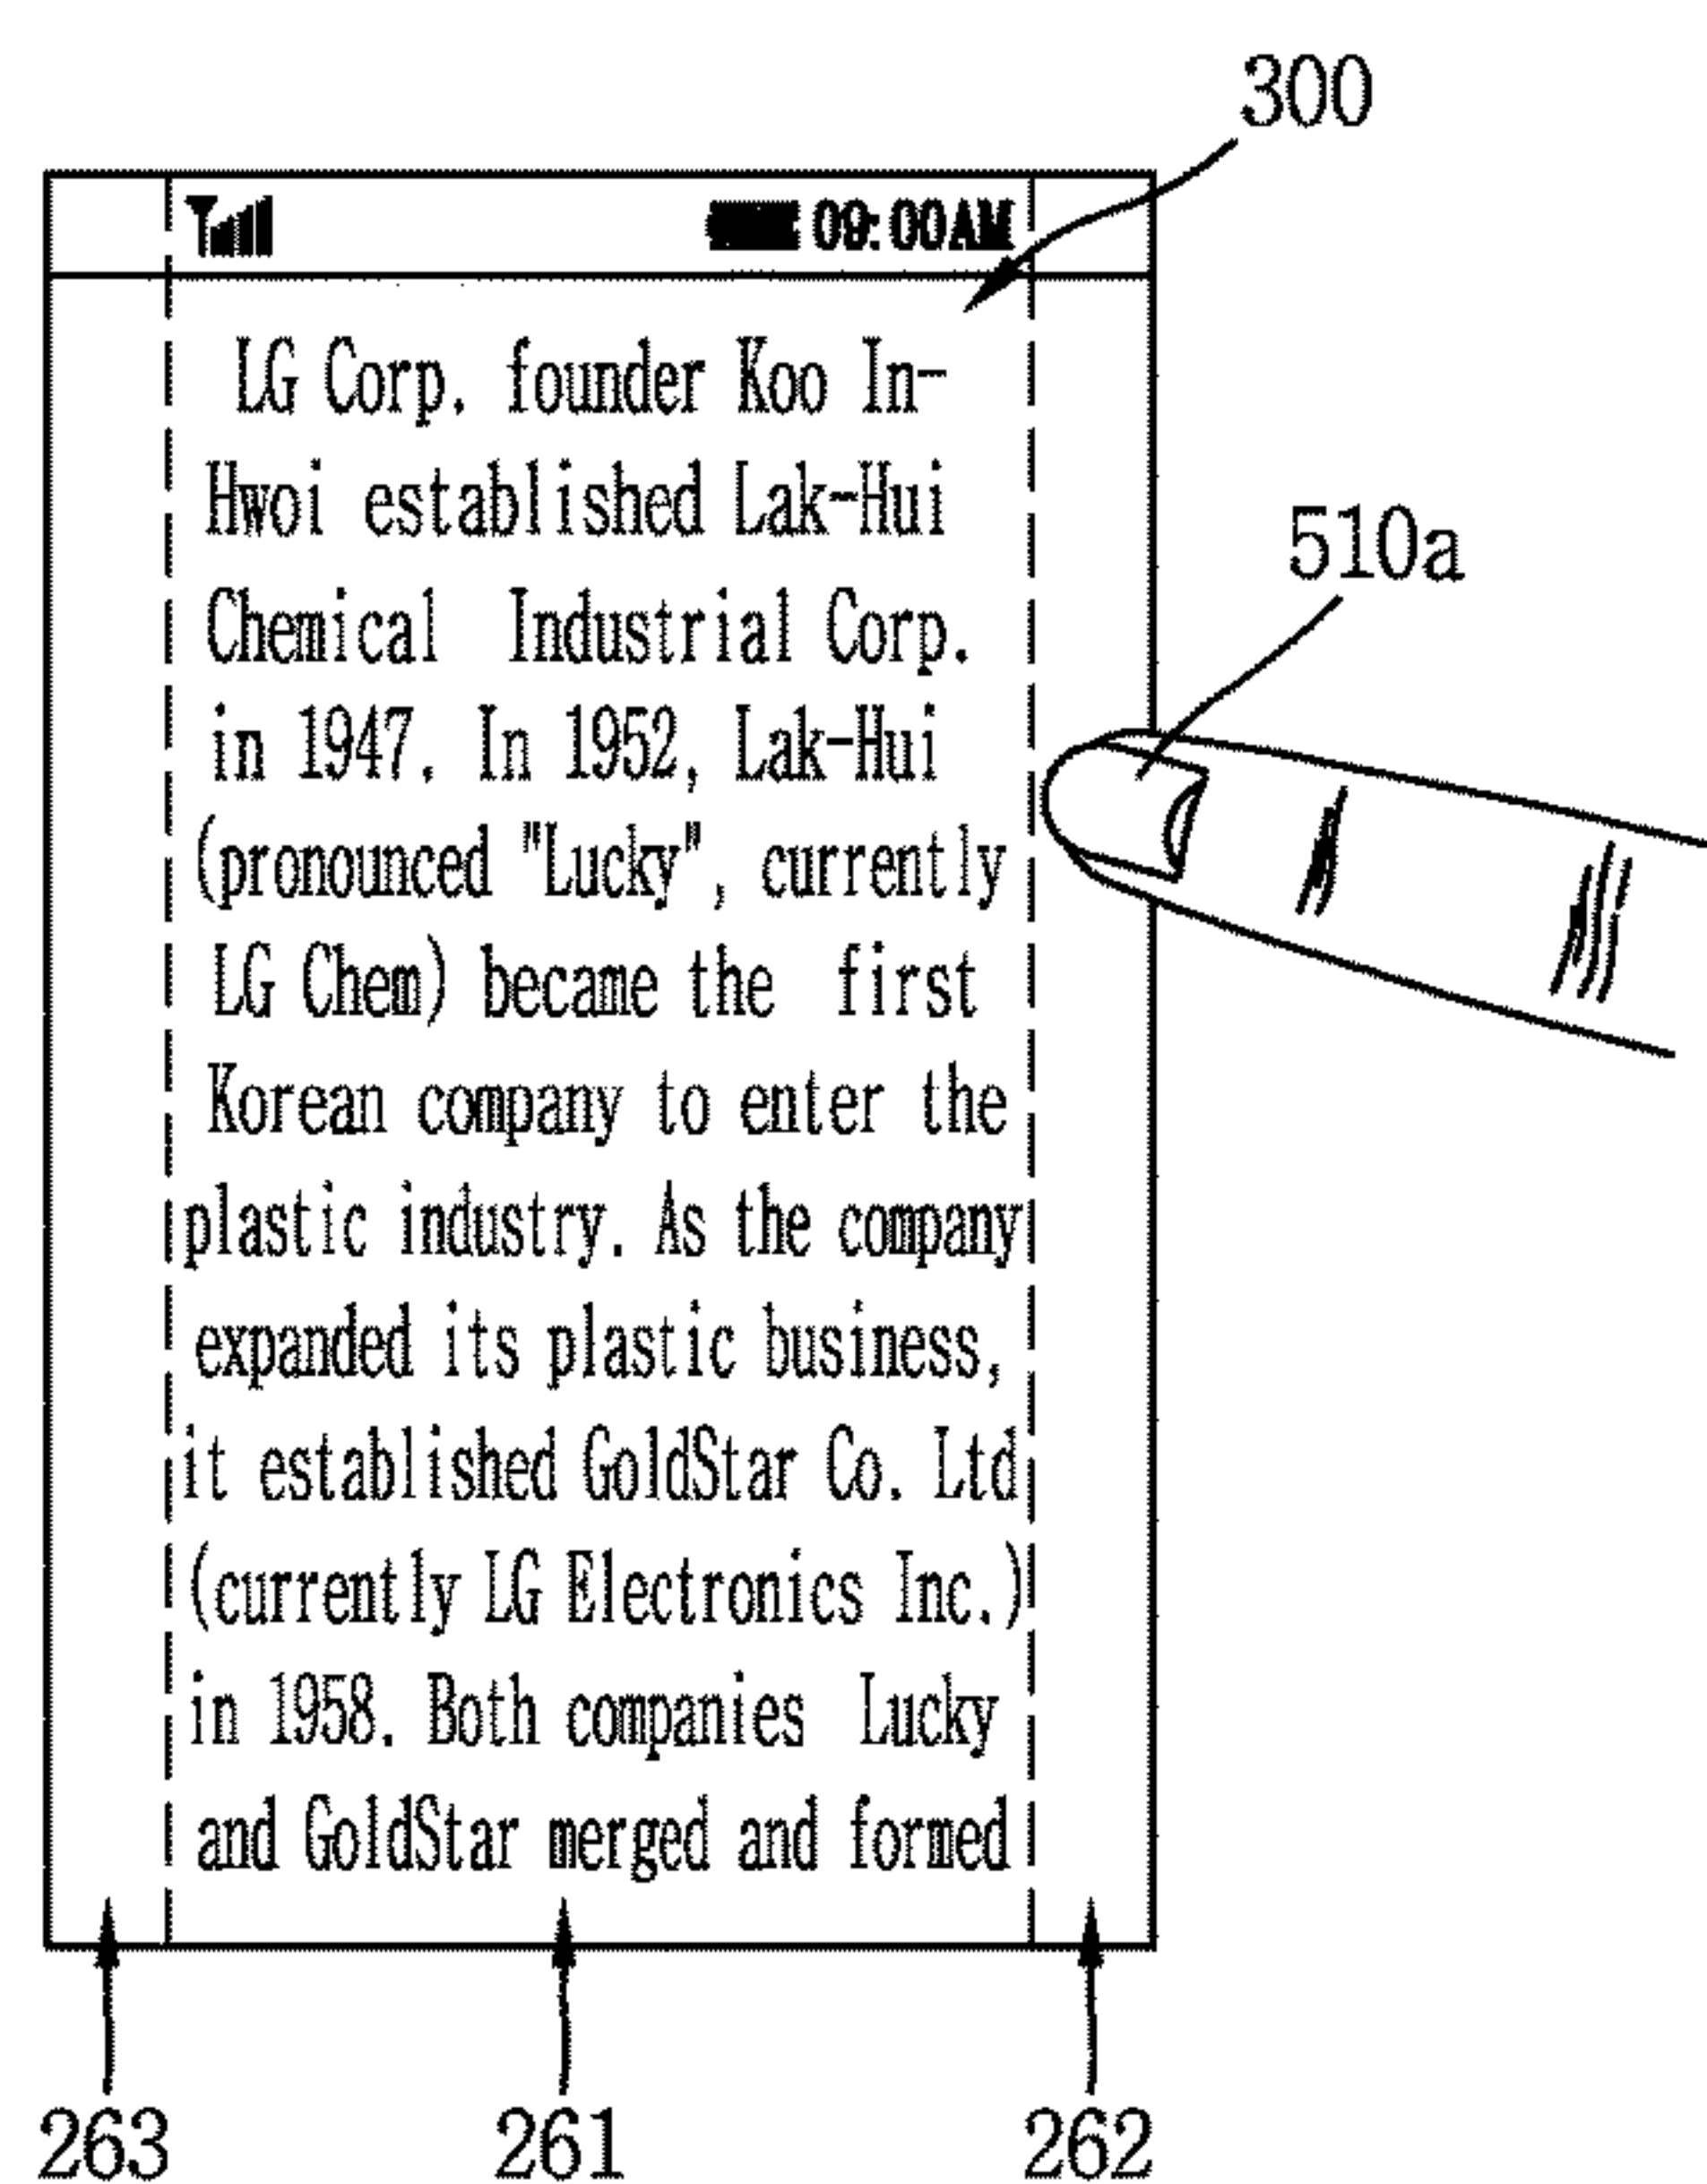 300
09:00AM
LG Corp. founder Koo In-
Hwoi established Lak-Hui
510a
Chemical Industrial Corp.
in 1947. In 1952, Lak-Hui
(pronounced "Lucky", currently
LG Chem) became the first
Korean company to enter the
plastic industry. As the company
expanded its plastic business,
it established GoldStar Co. Ltd
(currently LG Electronics Inc.)
in 1958. Both companies Lucky
and GoldStar merged and formed
263 261 262